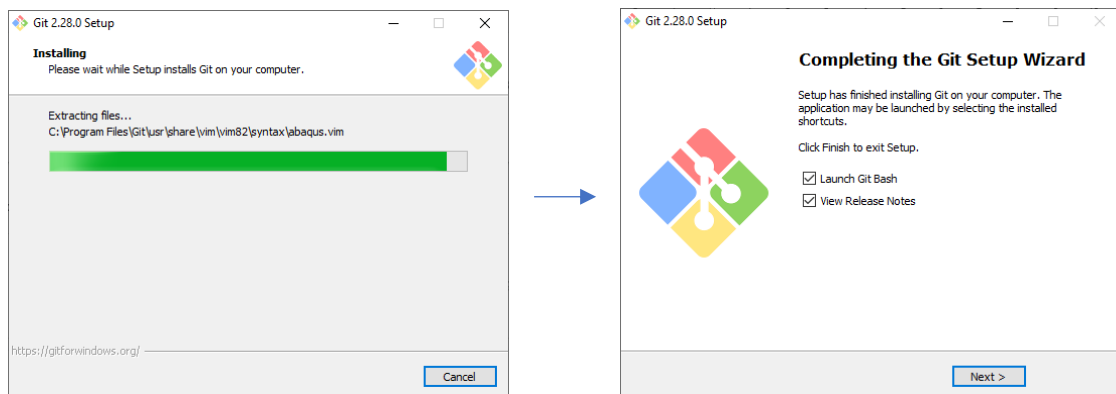 Git 2.28.0 Setup
Installing
Please wait while Setup installs Git on your computer.
Extracting files...
C:\Program Files\Git\usr\share\vim\vim82\syntax\abaqus.vim
https://gitforwindows.org/
Cancel
Git 2.28.0 Setup
Completing the Git Setup Wizard
Setup has finished installing Git on your computer. The
application may be launched by selecting the installed
shortcuts.
Click Finish to exit Setup.
Launch Git Bash
View Release Notes
Next >